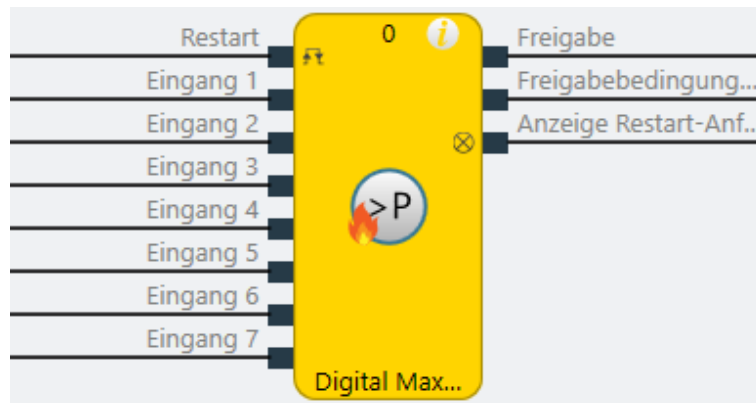 Restart
Eingang 1
Eingang 2
Eingang 3
Eingang 4
Eingang 5
Eingang 6
Eingang 7
0
i
>P
Digital Max...
Freigabe
Freigabebedingung...
Anzeige Restart-Anf...